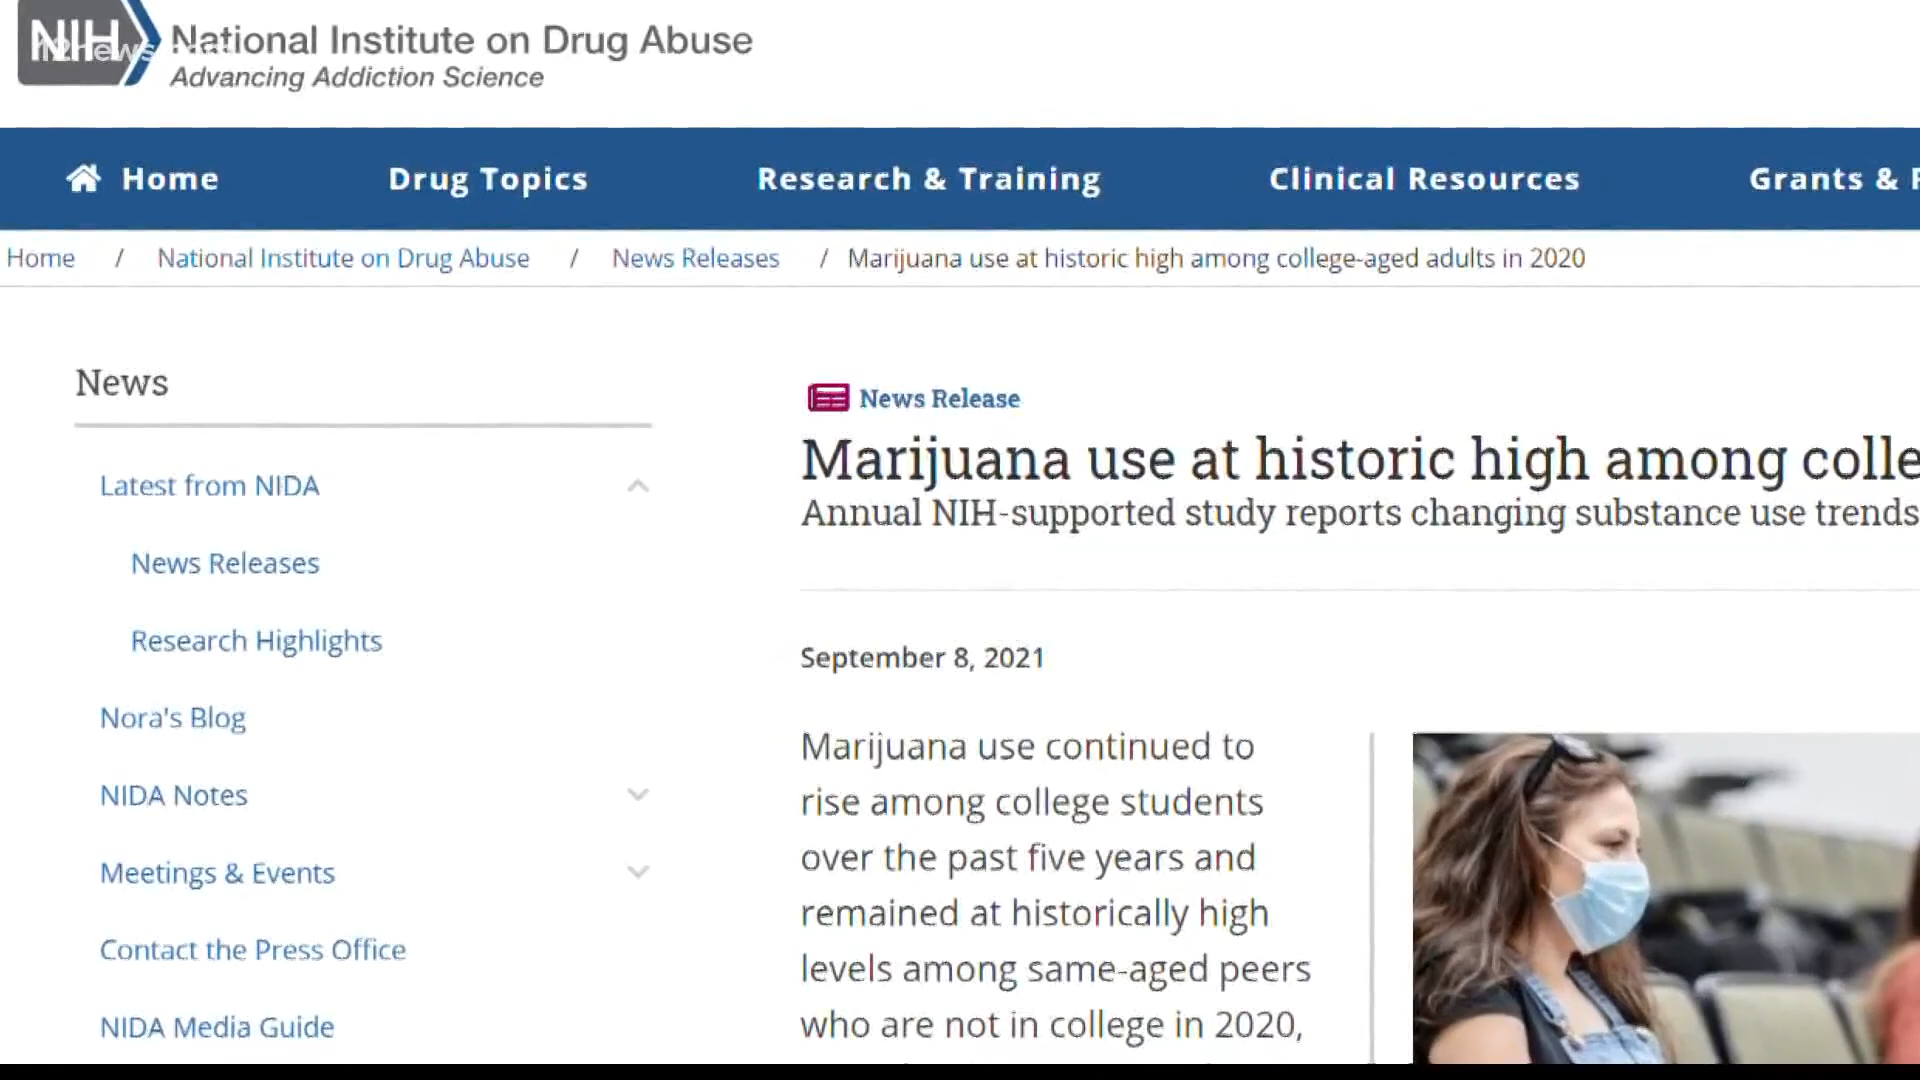 NIH National Institute on Drug Abuse
12news.com
Advancing Addiction Science
Home Drug Topics Research & Training Clinical Resources Grants &
Home / National Institute on Drug Abuse / News Releases / Marijuana use at historic high among college-aged adults in 2020
News
Latest from NIDA
News Releases
Research Highlights
Nora's Blog
NIDA Notes
Meetings & Events
Contact the Press Office
NIDA Media Guide
News Release
Marijuana use at historic high among colle
Annual NIH-supported study reports changing substance use trends
September 8, 2021
Marijuana use continued to
rise among college students
over the past five years and
remained at historically high
levels among same-aged peers
who are not in college in 2020,